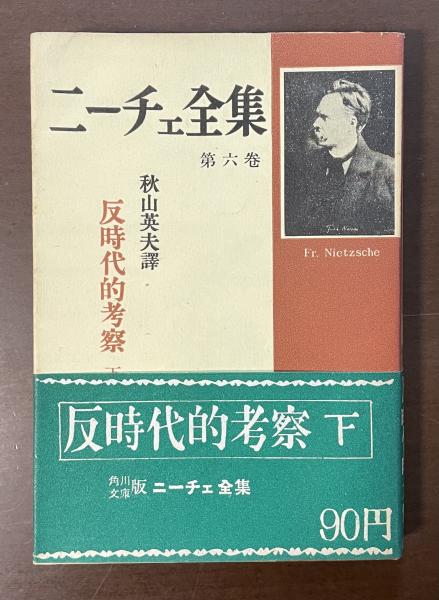 ニーチェ全集
第六巻
秋山英夫譯
反時代的考察 下
Fr. Nietzsche
反時代的考察 下
角川文庫版 ニーチェ全集
90円